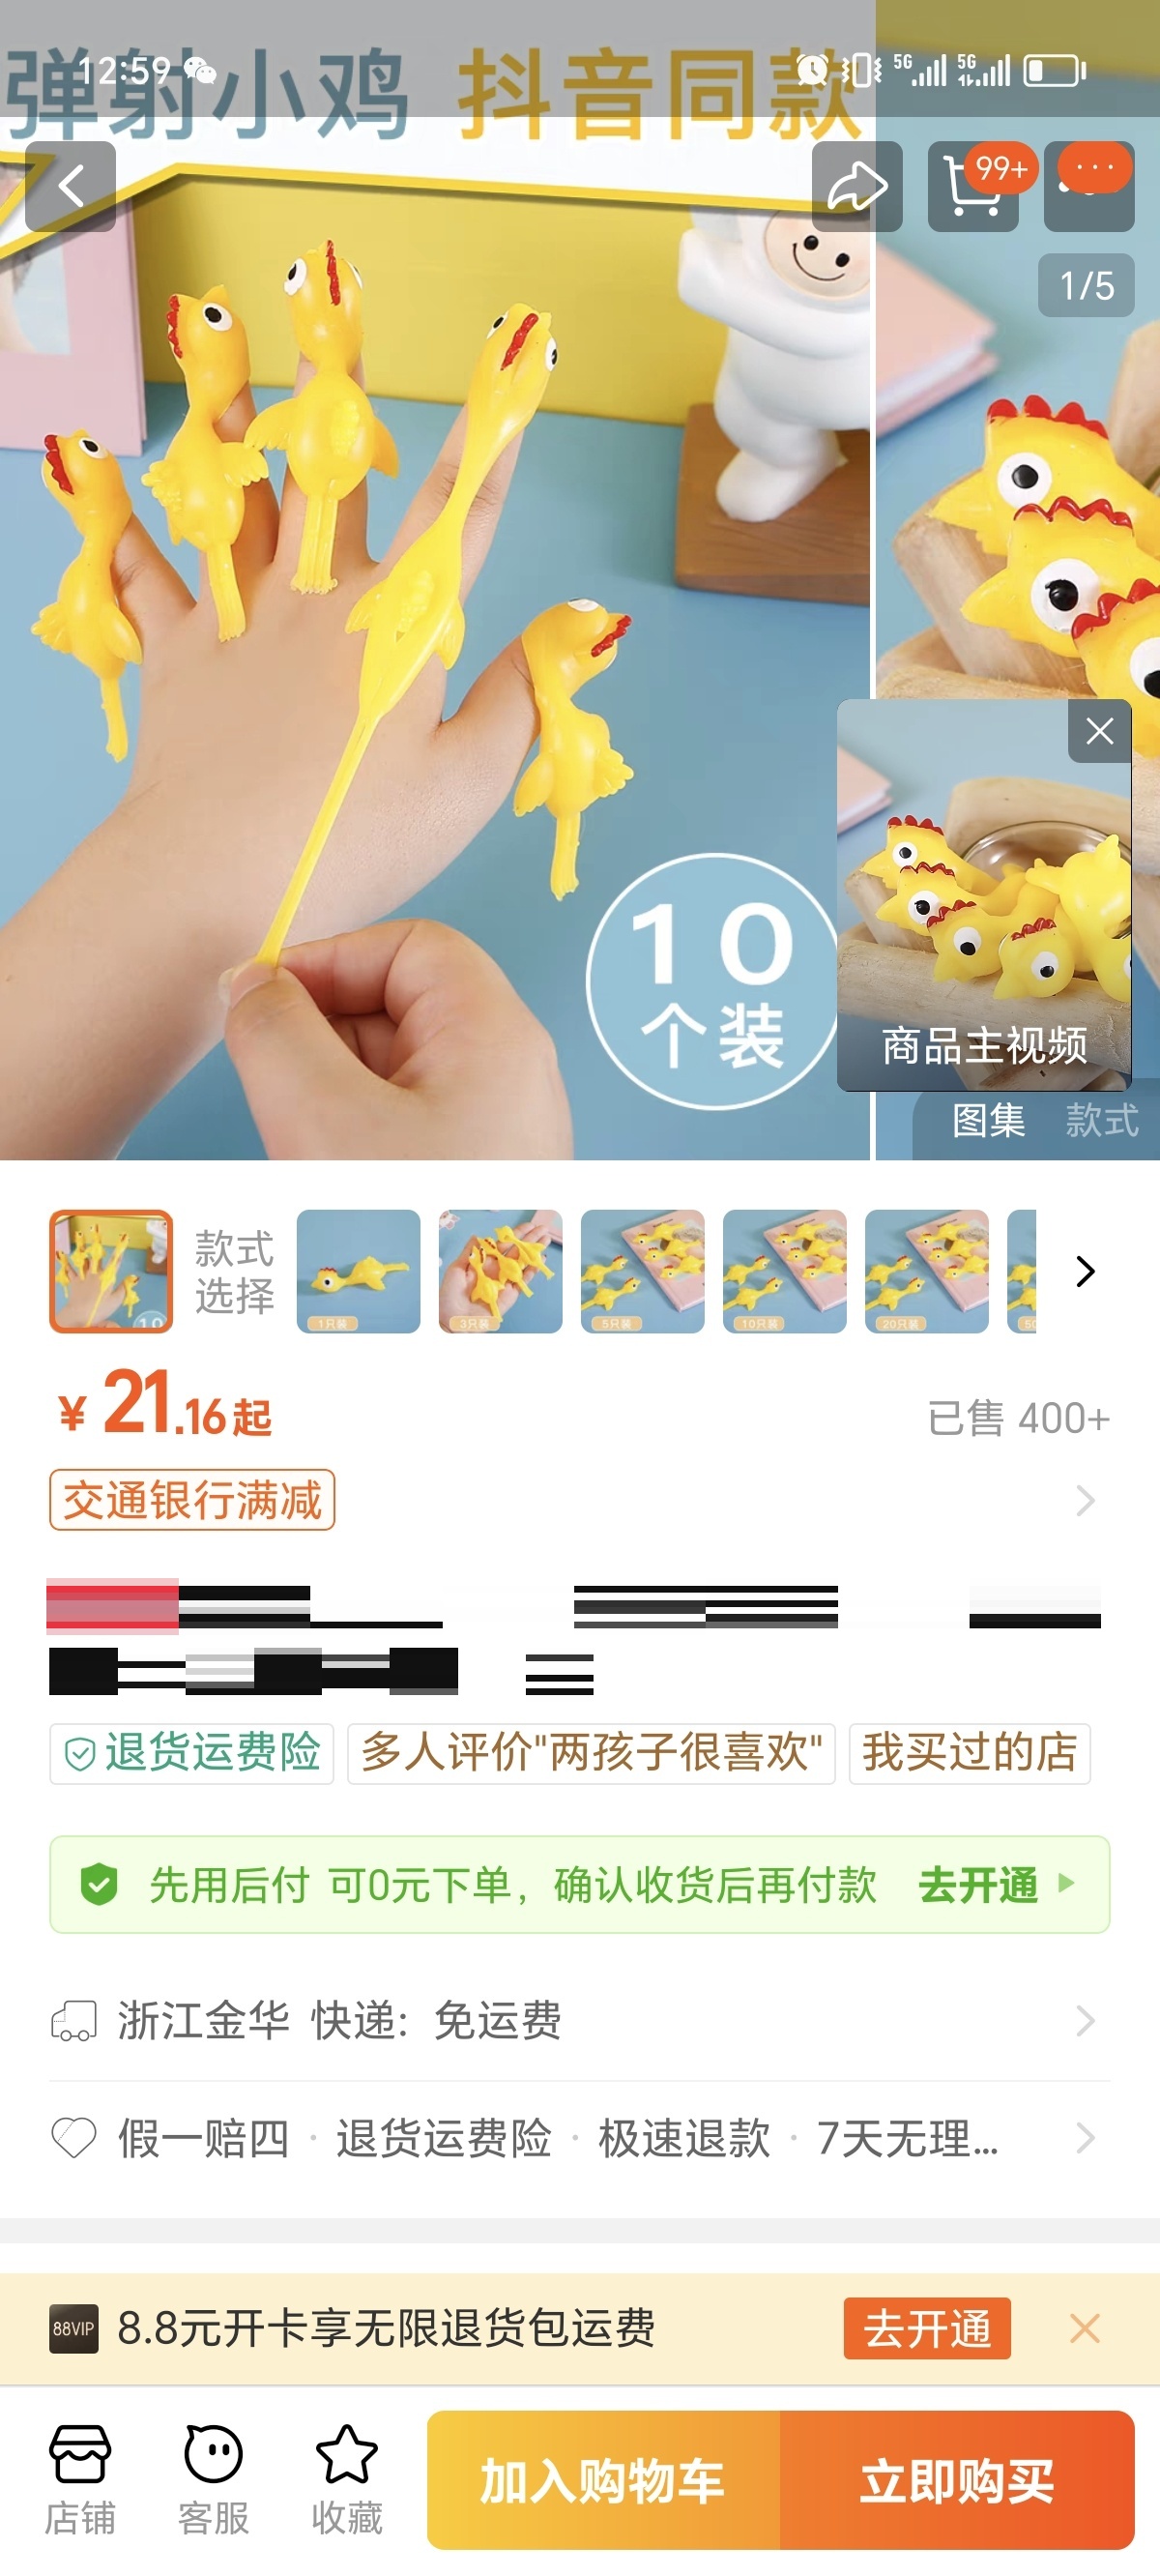 弹射小鸡 抖音同款
12:59
5G 5G
99+
1/5
10
个装
商品主视频
图集 款式
款式
选择
10
1只装 3只装 5只装 10只装 20只装
¥21.16起
已售 400+
交通银行满减
退货运费险 多人评价"两孩子很喜欢" 我买过的店
先用后付 可0元下单，确认收货后再付款 去开通
浙江金华 快递：免运费
假一赔四 · 退货运费险 · 极速退款 · 7天无理...
88VIP 8.8元开卡享无限退货包运费 去开通
店铺 客服 收藏 加入购物车 立即购买